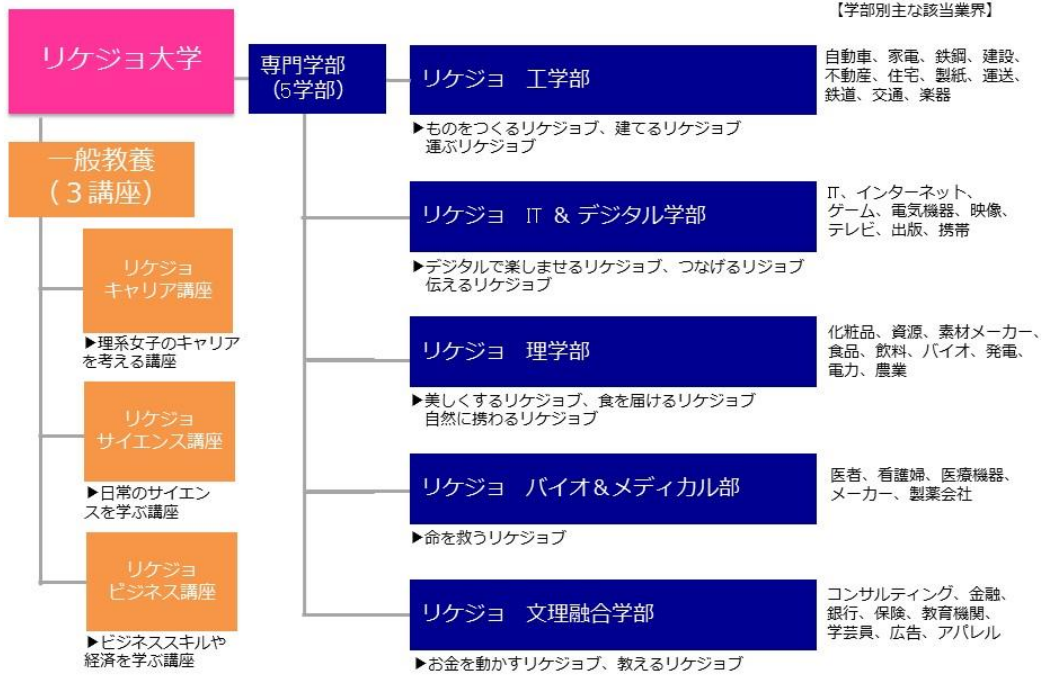 【学部別主な該当業界】
リケジョ大学
一般教養
(3講座)
リケジョ
キャリア講座
▶理系女子のキャリア
を考える講座
リケジョ
サイエンス講座
▶日常のサイエン
スを学ぶ講座
リケジョ
ビジネス講座
▶ビジネススキルや
経済を学ぶ講座
専門学部
(5学部)
リケジョ　工学部
▶ものをつくるリケジョブ、建てるリケジョブ
運ぶリケジョブ
自動車、家電、鉄鋼、建設、
不動産、住宅、製紙、運送、
鉄道、交通、楽器
リケジョ　IT & デジタル学部
▶デジタルで楽しませるリケジョブ、つなげるリジョブ
伝えるリケジョブ
IT、インターネット、
ゲーム、電気機器、映像、
テレビ、出版、携帯
リケジョ　理学部
▶美しくするリケジョブ、食を届けるリケジョブ
自然に携わるリケジョブ
化粧品、資源、素材メーカー、
食品、飲料、バイオ、発電、
電力、農業
リケジョ　バイオ＆メディカル部
▶命を救うリケジョブ
医者、看護婦、医療機器、
メーカー、製薬会社
リケジョ　文理融合学部
▶お金を動かすリケジョブ、教えるリケジョブ
コンサルティング、金融、
銀行、保険、教育機関、
学芸員、広告、アパレル